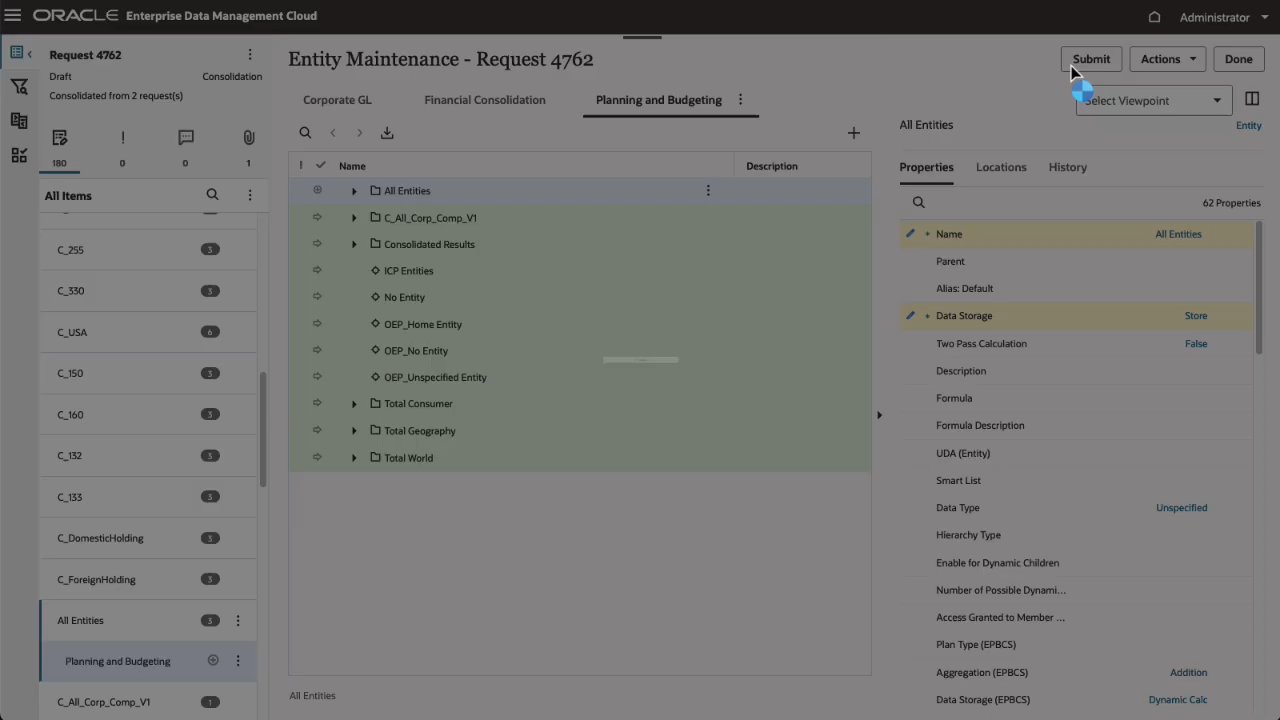 ORACLE Enterprise Data Management Cloud
Administrator
Request 4762
Draft
Consolidation
Consolidated from 2 request(s)
180
0
0
1
All Items
C_255 3
C_330 3
C_USA 6
C_150 3
C_160 3
C_132 3
C_133 3
C_DomesticHolding 3
C_ForeignHolding 3
All Entities 3
Planning and Budgeting
C_All_Corp_Comp_V1 1
Entity Maintenance - Request 4762
Submit
Actions
Done
Corporate GL
Financial Consolidation
Planning and Budgeting
Select Viewpoint
Name
Description
All Entities
C_All_Corp_Comp_V1
Consolidated Results
ICP Entities
No Entity
OEP_Home Entity
OEP_No Entity
OEP_Unspecified Entity
Total Consumer
Total Geography
Total World
All Entities
All Entities
Entity
Properties
Locations
History
62 Properties
Name All Entities
Parent
Alias: Default
Data Storage Store
Two Pass Calculation False
Description
Formula
Formula Description
UDA (Entity)
Smart List
Data Type Unspecified
Hierarchy Type
Enable for Dynamic Children
Number of Possible Dynami...
Access Granted to Member ...
Plan Type (EPBCS)
Aggregation (EPBCS) Addition
Data Storage (EPBCS) Dynamic Calc